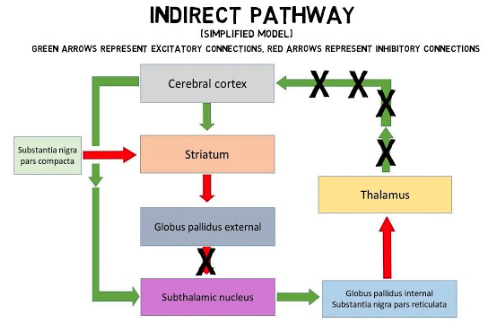 INDIRECT PATHWAY
(SIMPLIFIED MODEL)
GREEN ARROWS REPRESENT EXCITATORY CONNECTIONS, RED ARROWS REPRESENT INHIBITORY CONNECTIONS
Cerebral cortex
Substantia nigra
pars compacta
Striatum
Thalamus
Globus pallidus external
Subthalamic nucleus
Globus pallidus internal
Substantia nigra pars reticulata